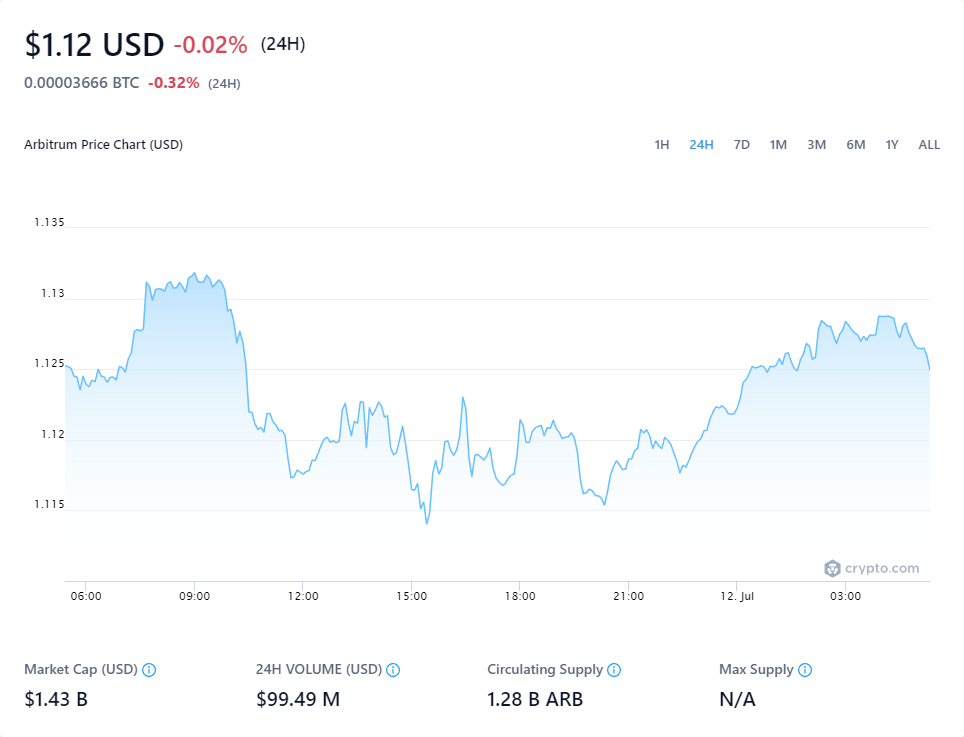 $1.12 USD -0.02% (24H)
0.00003666 BTC -0.32% (24H)
Arbitrum Price Chart (USD) 1H 24H 7D 1M 3M 6M 1Y ALL
1.135
1.13
1.125
1.12
1.115
crypto.com
06:00 09:00 12:00 15:00 18:00 21:00 12. Jul 03:00
Market Cap (USD) 24H VOLUME (USD) Circulating Supply Max Supply
$1.43 B $99.49 M 1.28 B ARB N/A